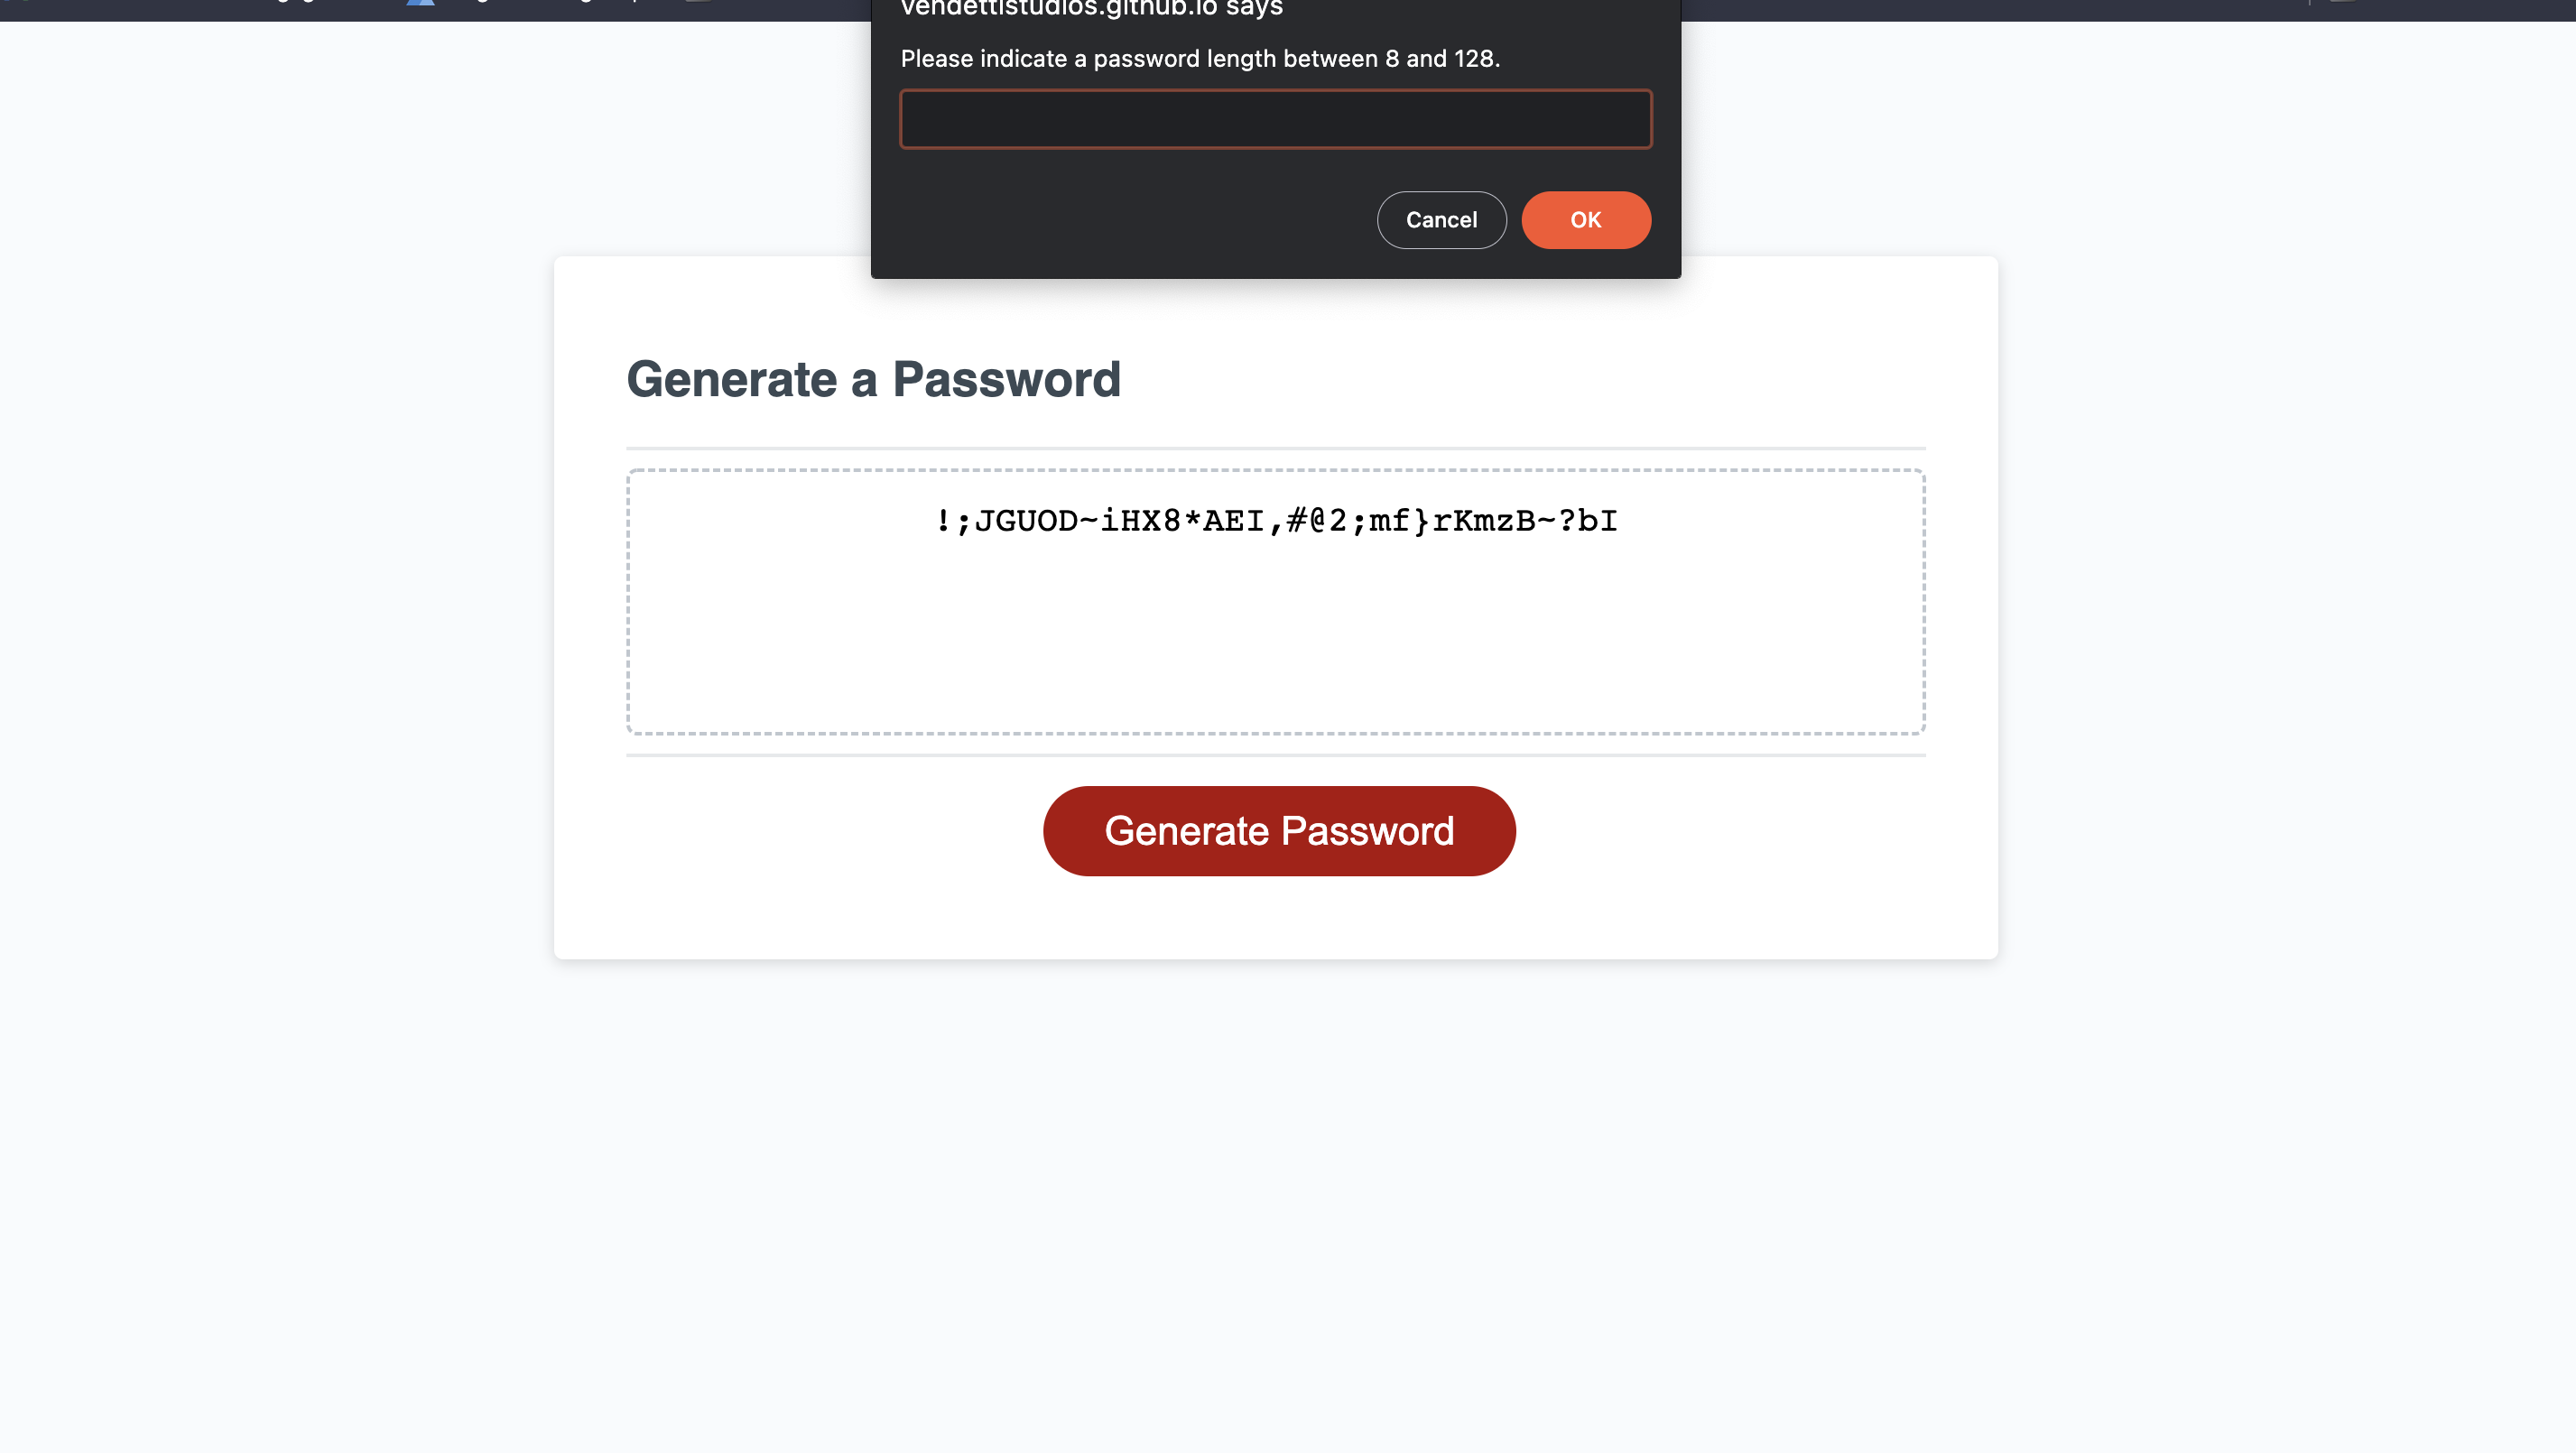 vendettistudios.github.io says
Please indicate a password length between 8 and 128.
Cancel
OK
Generate a Password
!;JGUOD~iHX8*AEI,#@2;mf}rKmzB~?bI
Generate Password